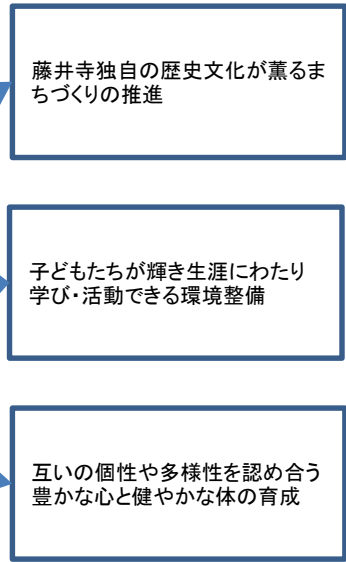 藤井寺独自の歴史文化が薫るま
ちづくりの推進
子どもたちが輝き生涯にわたり
学び・活動できる環境整備
互いの個性や多様性を認め合う
豊かな心と健やかな体の育成